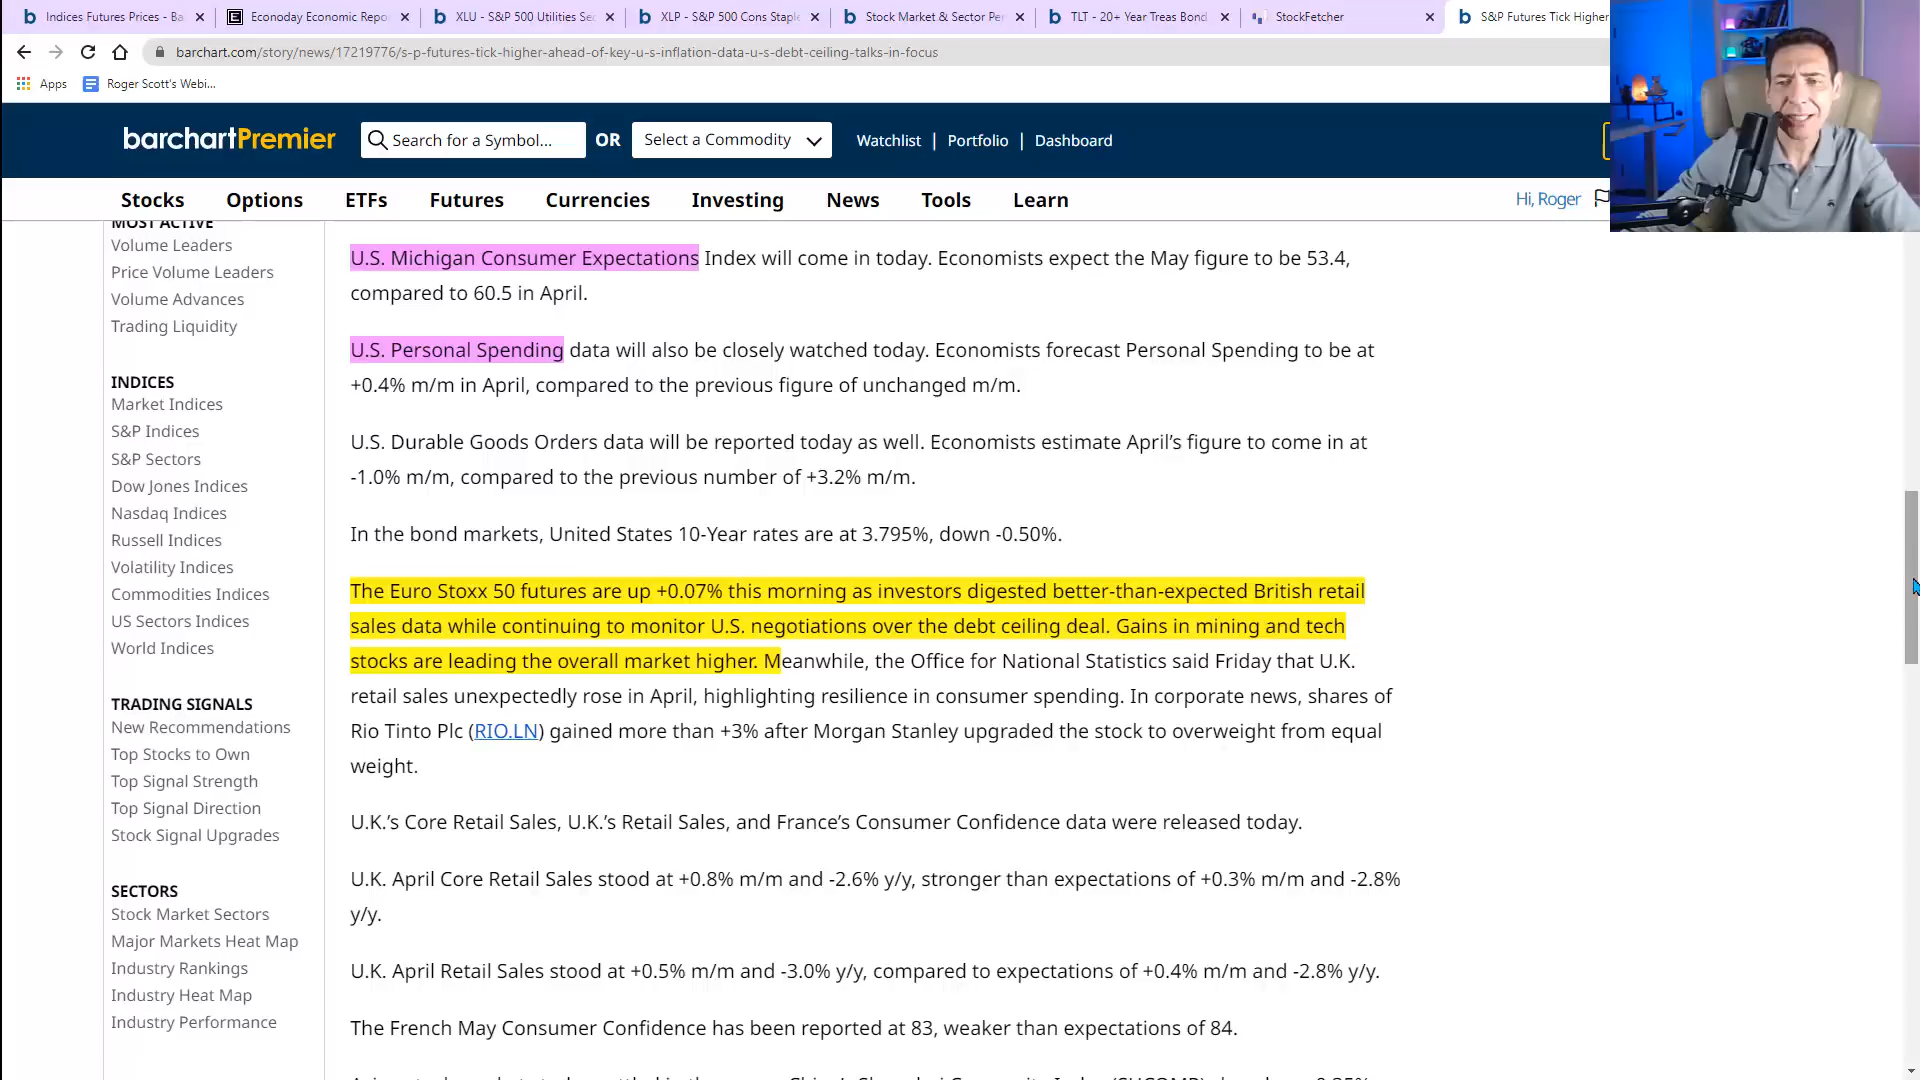 Indices Futures Prices - Ba
Econoday Economic Repo
XLU - S&P 500 Utilities Sec
XLP - S&P 500 Cons Staple
Stock Market & Sector Per
TLT - 20+ Year Treas Bond
StockFetcher
S&P Futures Tick Higher
barchart.com/story/news/17219776/s-p-futures-tick-higher-ahead-of-key-u-s-inflation-data-u-s-debt-ceiling-talks-in-focus
Apps
Roger Scott's Webi...
barchartPremier
Search for a Symbol...
OR
Select a Commodity
Watchlist | Portfolio | Dashboard
Stocks
Options
ETFs
Futures
Currencies
Investing
News
Tools
Learn
Hi, Roger
MOST ACTIVE
Volume Leaders
Price Volume Leaders
Volume Advances
Trading Liquidity
INDICES
Market Indices
S&P Indices
S&P Sectors
Dow Jones Indices
Nasdaq Indices
Russell Indices
Volatility Indices
Commodities Indices
US Sectors Indices
World Indices
TRADING SIGNALS
New Recommendations
Top Stocks to Own
Top Signal Strength
Top Signal Direction
Stock Signal Upgrades
SECTORS
Stock Market Sectors
Major Markets Heat Map
Industry Rankings
Industry Heat Map
Industry Performance
U.S. Michigan Consumer Expectations Index will come in today. Economists expect the May figure to be 53.4,
compared to 60.5 in April.
U.S. Personal Spending data will also be closely watched today. Economists forecast Personal Spending to be at
+0.4% m/m in April, compared to the previous figure of unchanged m/m.
U.S. Durable Goods Orders data will be reported today as well. Economists estimate April’s figure to come in at
-1.0% m/m, compared to the previous number of +3.2% m/m.
In the bond markets, United States 10-Year rates are at 3.795%, down -0.50%.
The Euro Stoxx 50 futures are up +0.07% this morning as investors digested better-than-expected British retail
sales data while continuing to monitor U.S. negotiations over the debt ceiling deal. Gains in mining and tech
stocks are leading the overall market higher. Meanwhile, the Office for National Statistics said Friday that U.K.
retail sales unexpectedly rose in April, highlighting resilience in consumer spending. In corporate news, shares of
Rio Tinto Plc (RIO.LN) gained more than +3% after Morgan Stanley upgraded the stock to overweight from equal
weight.
U.K.’s Core Retail Sales, U.K.’s Retail Sales, and France’s Consumer Confidence data were released today.
U.K. April Core Retail Sales stood at +0.8% m/m and -2.6% y/y, stronger than expectations of +0.3% m/m and -2.8%
y/y.
U.K. April Retail Sales stood at +0.5% m/m and -3.0% y/y, compared to expectations of +0.4% m/m and -2.8% y/y.
The French May Consumer Confidence has been reported at 83, weaker than expectations of 84.